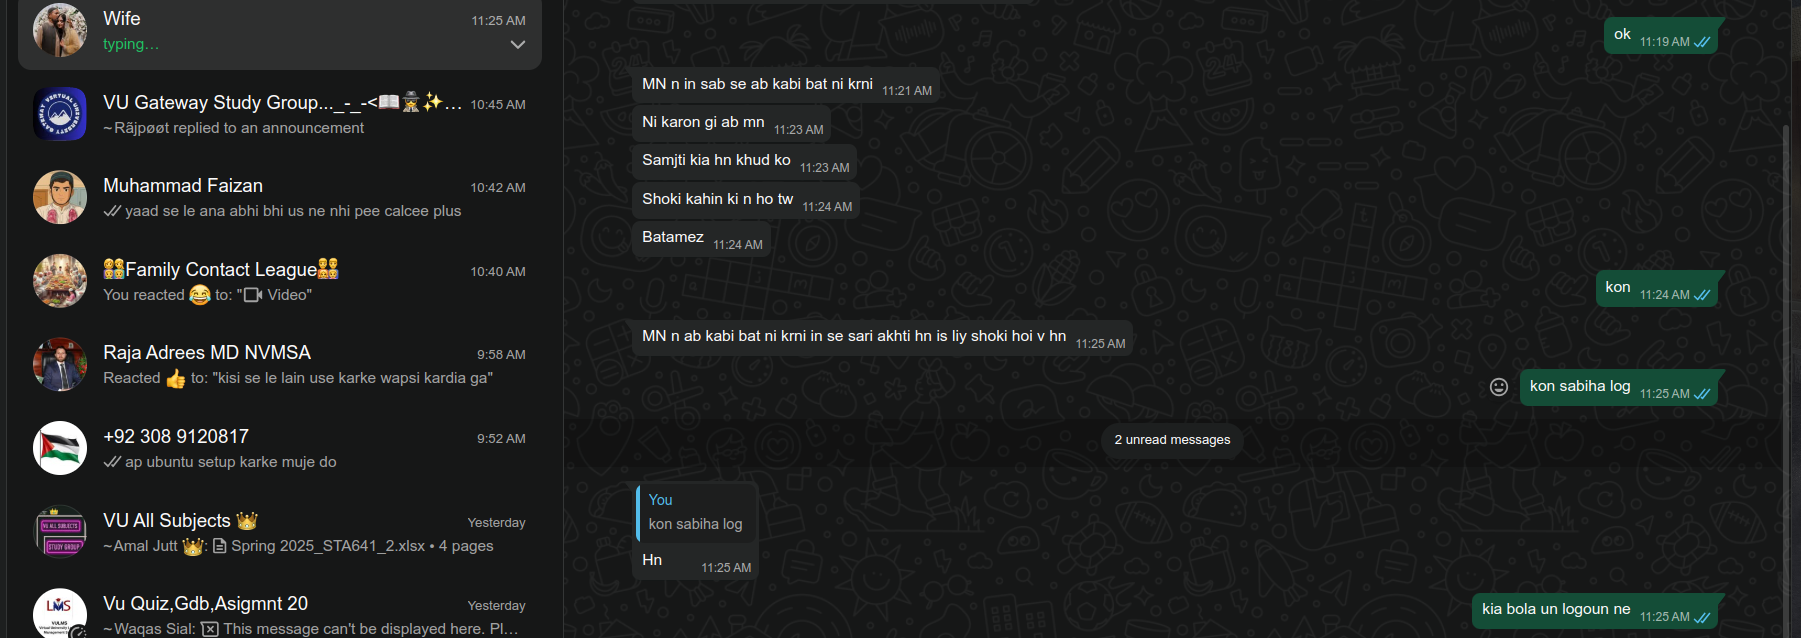 Wife
11:25 AM
typing…
VU Gateway Study Group..._-_-<📖🕵️✨…
10:45 AM
~Rãjpøøt replied to an announcement
Muhammad Faizan
10:42 AM
yaad se le ana abhi bhi us ne nhi pee calcee plus
👨‍👩‍👧‍👦Family Contact League👨‍👩‍👧‍👦
10:40 AM
You reacted 😂 to: "Video"
Raja Adrees MD NVMSA
9:58 AM
Reacted 👍 to: "kisi se le lain use karke wapsi kardia ga"
+92 308 9120817
9:52 AM
ap ubuntu setup karke muje do
VU ALL SUBJECTS
STUDY GROUP
VU All Subjects 👑
Yesterday
~Amal Jutt 👑: Spring 2025_STA641_2.xlsx • 4 pages
LMS
VULMS
Vu Quiz,Gdb,Asigmnt 20
Yesterday
~Waqas Sial: This message can't be displayed here. Pl…
ok 11:19 AM
MN n in sab se ab kabi bat ni krni 11:21 AM
Ni karon gi ab mn 11:23 AM
Samjti kia hn khud ko 11:23 AM
Shoki kahin ki n ho tw 11:24 AM
Batamez 11:24 AM
kon 11:24 AM
MN n ab kabi bat ni krni in se sari akhti hn is liy shoki hoi v hn 11:25 AM
kon sabiha log 11:25 AM
2 unread messages
You
kon sabiha log
Hn 11:25 AM
kia bola un logoun ne 11:25 AM